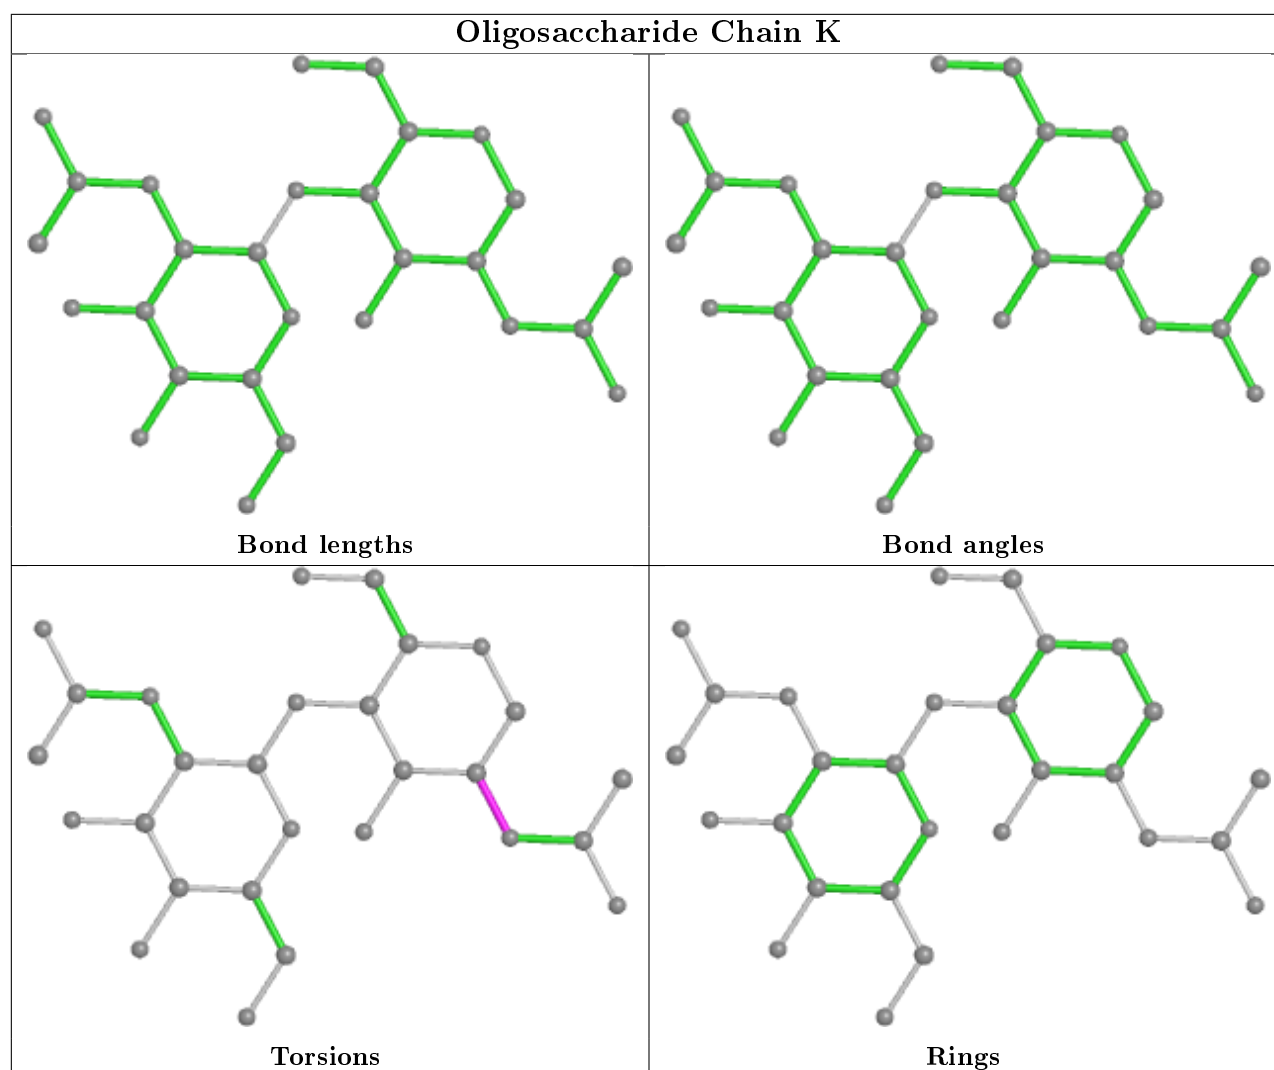 Oligosaccharide Chain K
Bond lengths
Bond angles
Torsions
Rings